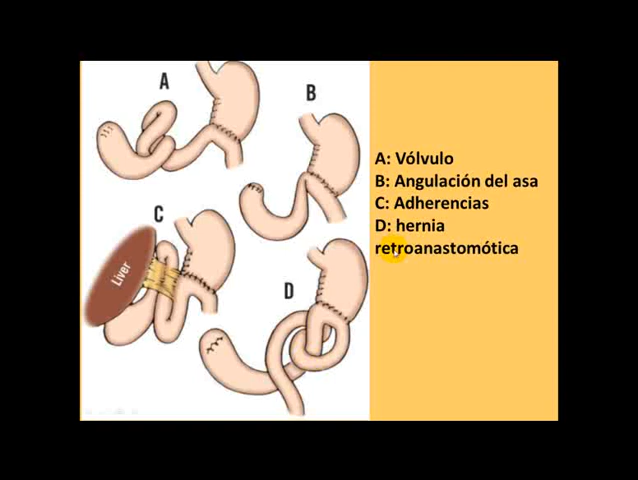 A
B
A: Vólvulo
B: Angulación del asa
C: Adherencias
D: hernia
retroanastomótica
C
Liver
D